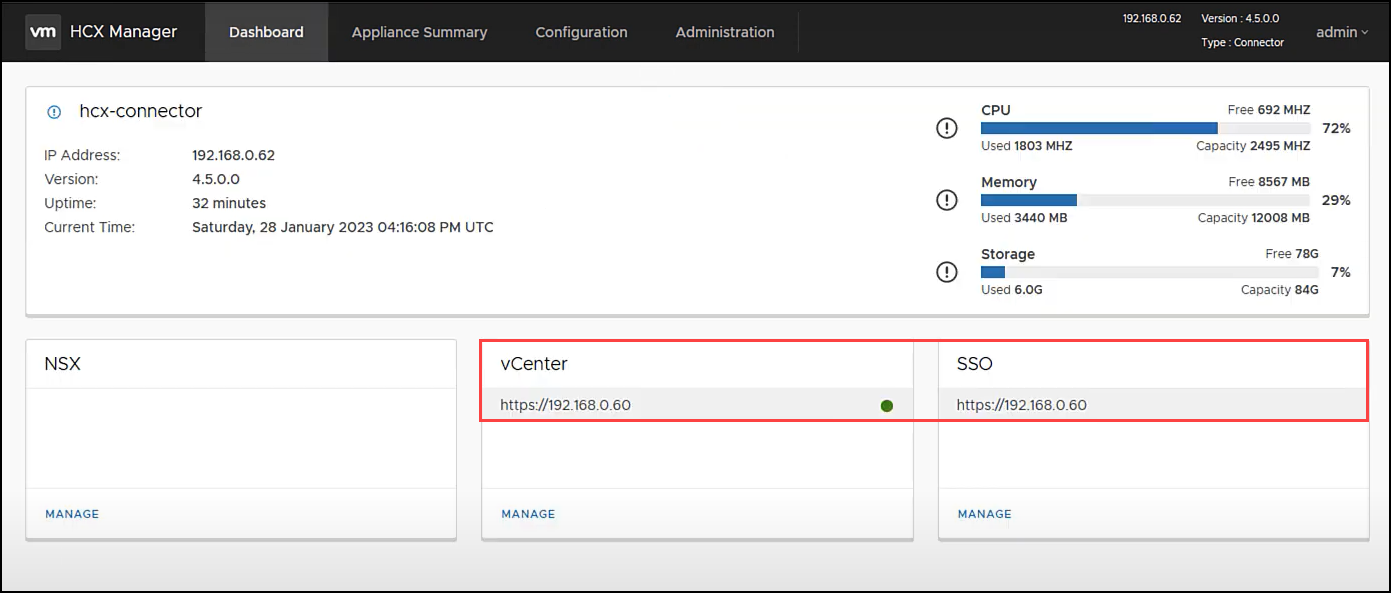 vm HCX Manager Dashboard Appliance Summary Configuration Administration 192.168.0.62 Version : 4.5.0.0 admin
Type : Connector
hcx-connector
IP Address: 192.168.0.62
Version: 4.5.0.0
Uptime: 32 minutes
Current Time: Saturday, 28 January 2023 04:16:08 PM UTC
CPU Free 692 MHZ
72%
Used 1803 MHZ Capacity 2495 MHZ
Memory Free 8567 MB
29%
Used 3440 MB Capacity 12008 MB
Storage Free 78G
7%
Used 6.0G Capacity 84G
NSX
MANAGE
vCenter
https://192.168.0.60
MANAGE
SSO
https://192.168.0.60
MANAGE